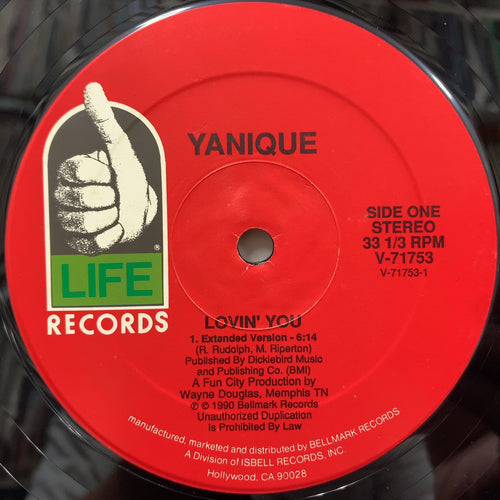 YANIQUE
®
LIFE
RECORDS
SIDE ONE
STEREO
33 1/3 RPM
V-71753
V-71753-1
LOVIN' YOU
1. Extended Version - 6:14
(R. Rudolph, M. Riperton)
Published By Dicklebird Music
and Publishing Co. (BMI)
A Fun City Production by
Wayne Douglas, Memphis TN
℗ © 1990 Bellmark Records
Unauthorized Duplication
Is Prohibited By Law
manufactured, marketed and distributed by BELLMARK RECORDS
A Division of ISBELL RECORDS, INC.
Hollywood, CA 90028